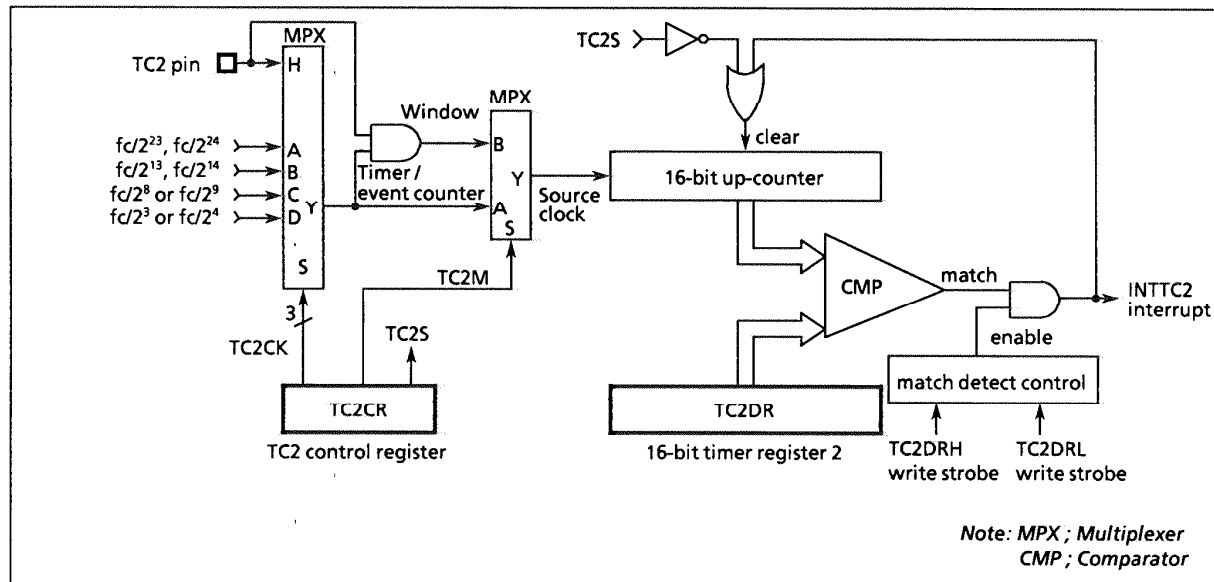 MPX
TC2 pin
H
fc/2²³, fc/2²⁴
A
fc/2¹³, fc/2¹⁴
B
fc/2⁸ or fc/2⁹
C
Y
fc/2³ or fc/2⁴
D
S
3
TC2CK
Window
Timer /
event counter
MPX
B
Y
A
S
TC2M
TC2S
Source
clock
TC2CR
TC2 control register
TC2S
clear
16-bit up-counter
CMP
match
INTTC2
interrupt
enable
match detect control
TC2DR
16-bit timer register 2
TC2DRH
write strobe
TC2DRL
write strobe
Note: MPX ; Multiplexer
CMP ; Comparator